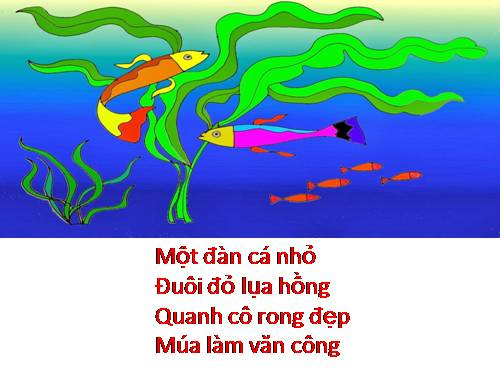 Một đàn cá nhỏ
Đuôi đỏ lụa hồng
Quanh cô rong đẹp
Múa làm văn công